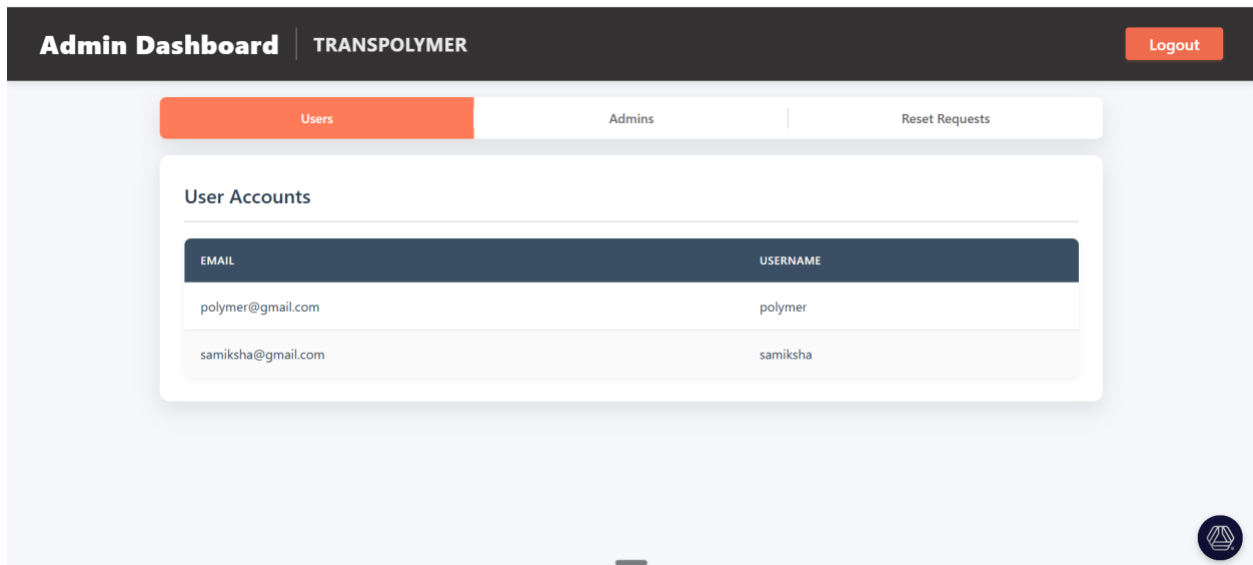 Admin Dashboard TRANSPOLYMER Logout
Users Admins Reset Requests
User Accounts
EMAIL USERNAME
polymer@gmail.com polymer
samiksha@gmail.com samiksha